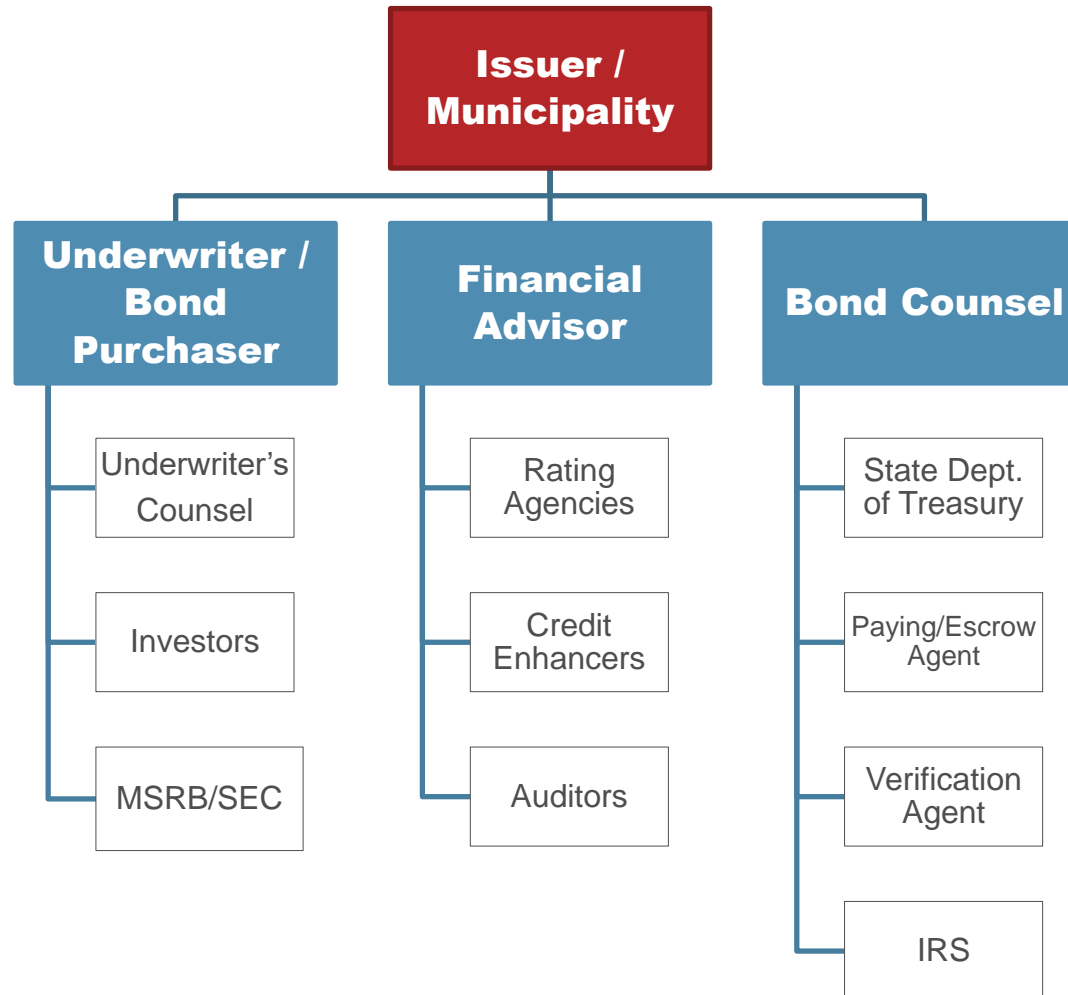 Issuer /
Municipality
Underwriter /
Bond
Purchaser
Financial
Advisor
Bond Counsel
Underwriter’s
Counsel
Investors
MSRB/SEC
Rating
Agencies
Credit
Enhancers
Auditors
State Dept.
of Treasury
Paying/Escrow
Agent
Verification
Agent
IRS